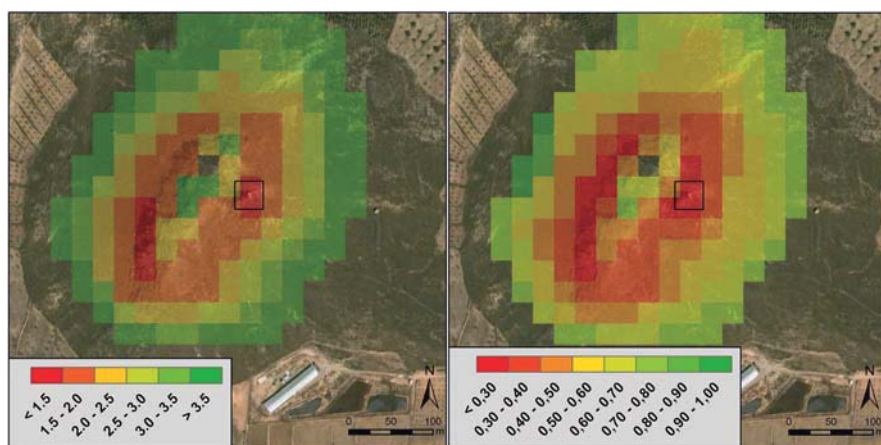 N
< 1.5
1.5 - 2.0
2.0 - 2.5
2.5 - 3.0
3.0 - 3.5
> 3.5
0 50 100
m
N
< 0,30
0,30 - 0,40
0,40 - 0,50
0,50 - 0,60
0,60 - 0,70
0,70 - 0,80
0,80 - 0,90
0,90 - 1,00
0 50 100
m